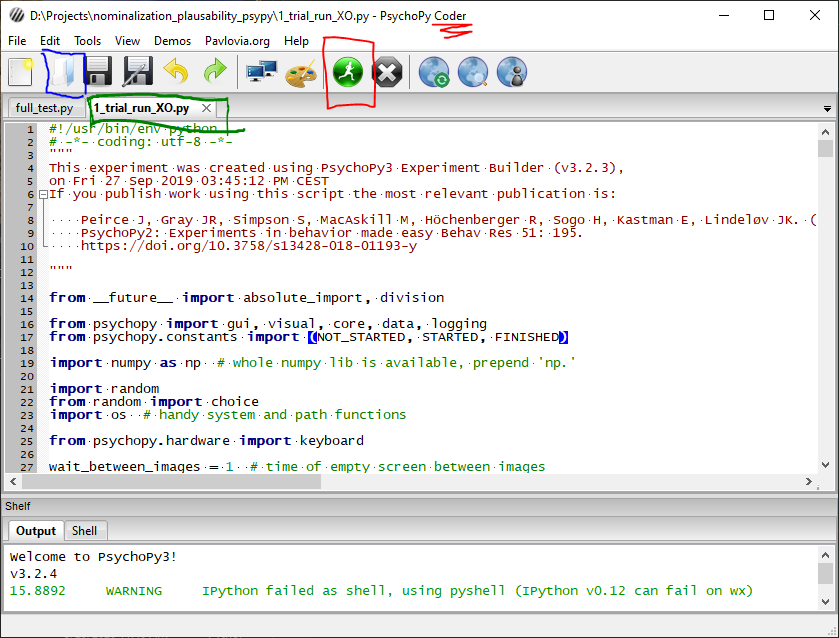 D:\Projects\nominalization_plausability_psypy\1_trial_run_XO.py - PsychoPy Coder
File Edit Tools View Demos Pavlovia.org Help
full_test.py 1_trial_run_XO.py
1 #!/usr/bin/env python
2 # -*- coding: utf-8 -*-
3 """
4 This experiment was created using PsychoPy3 Experiment Builder (v3.2.3),
5 on Fri 27 Sep 2019 03:45:12 PM CEST
6 If you publish work using this script the most relevant publication is:
7
8 Peirce J, Gray JR, Simpson S, MacAskill M, Höchenberger R, Sogo H, Kastman E, Lindeløv JK. (
9 PsychoPy2: Experiments in behavior made easy Behav Res 51: 195.
10 https://doi.org/10.3758/s13428-018-01193-y
11
12 """
13
14 from __future__ import absolute_import, division
15
16 from psychopy import gui, visual, core, data, logging
17 from psychopy.constants import (NOT_STARTED, STARTED, FINISHED)
18
19 import numpy as np # whole numpy lib is available, prepend 'np.'
20
21 import random
22 from random import choice
23 import os # handy system and path functions
24
25 from psychopy.hardware import keyboard
26
27 wait_between_images = 1 # time of empty screen between images
Shelf
Output Shell
Welcome to PsychoPy3!
v3.2.4
15.8892 WARNING IPython failed as shell, using pyshell (IPython v0.12 can fail on wx)